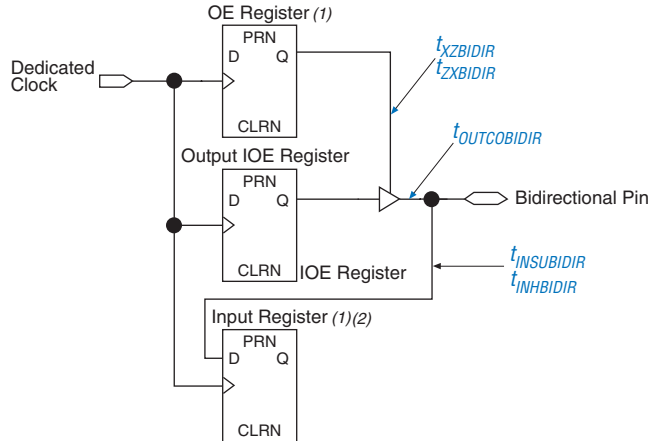 OE Register (1)
PRN
D Q
CLRN
Dedicated
Clock
tXZBIDIR
tZXBIDIR
tOUTCOBIDIR
Output IOE Register
PRN
D Q
CLRN
Bidirectional Pin
IOE Register
tINSUBIDIR
tINHBIDIR
Input Register (1)(2)
PRN
D Q
CLRN